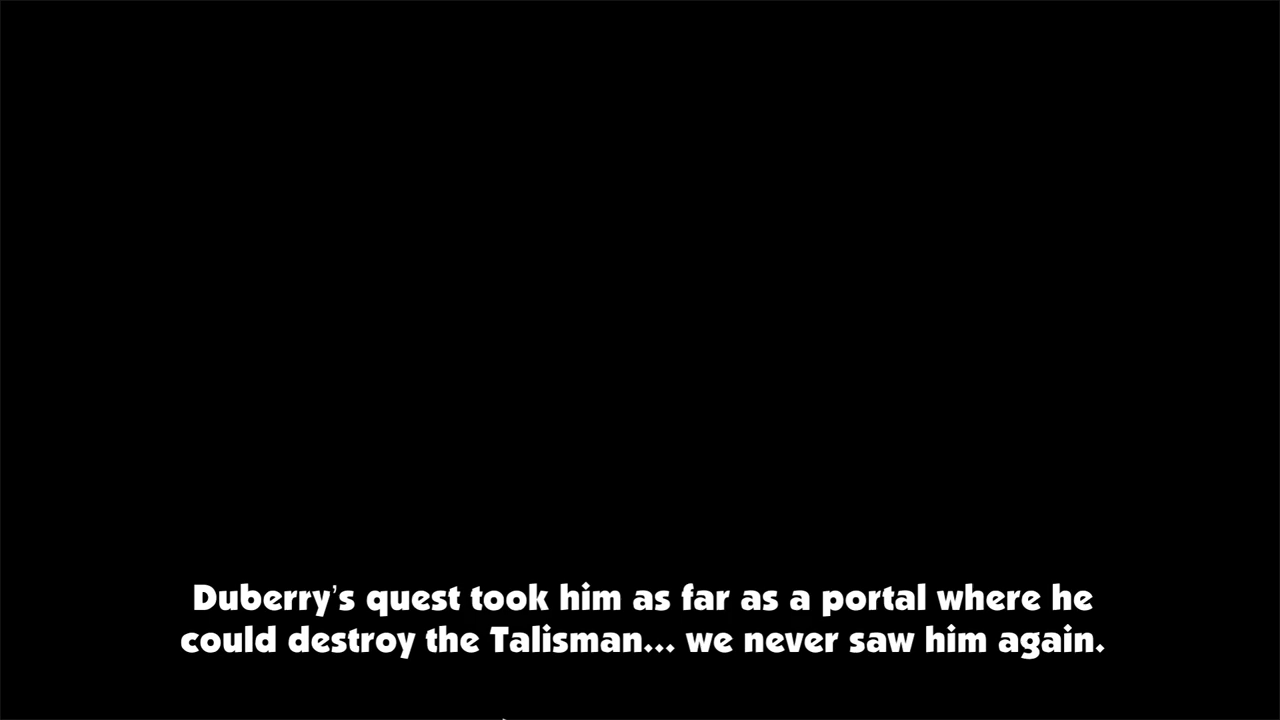 Duberry's quest took him as far as a portal where he
could destroy the Talisman... we never saw him again.